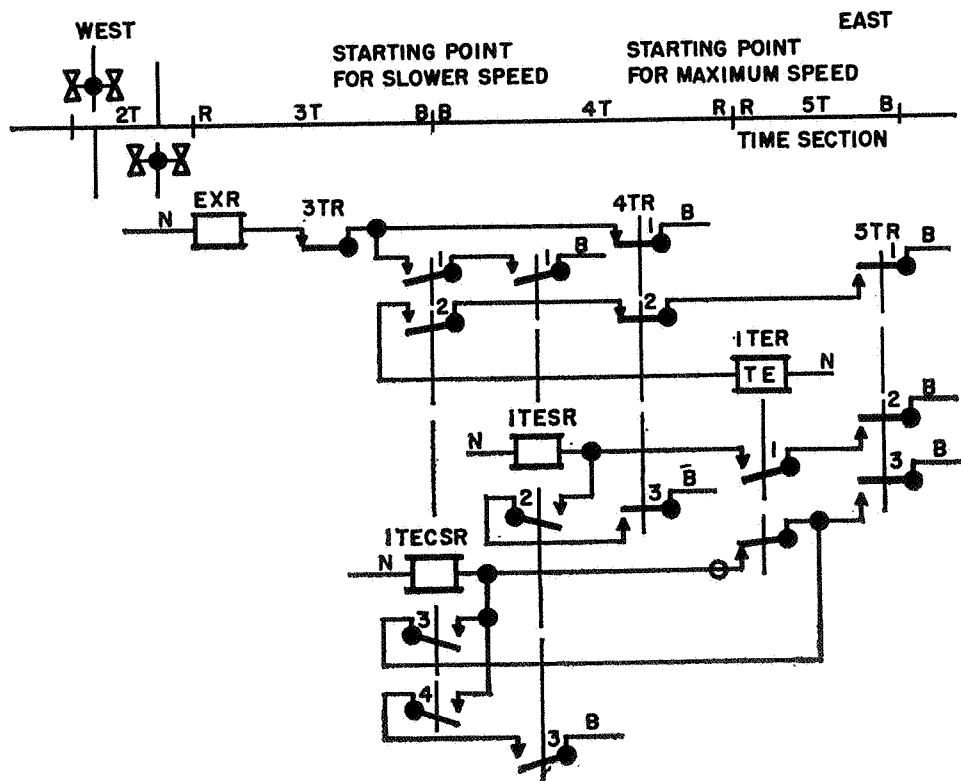 WEST
EAST
STARTING POINT
FOR SLOWER SPEED
STARTING POINT
FOR MAXIMUM SPEED
2T R 3T B B 4T R R 5T B
TIME SECTION
N EXR 3TR 4TR 1 B
5TR 1 B
1 1 B
2 2
1TER
TE N
1TESR
N 1 2 B
2 3 B
3 B
1TECSR
N
3
4
3 B